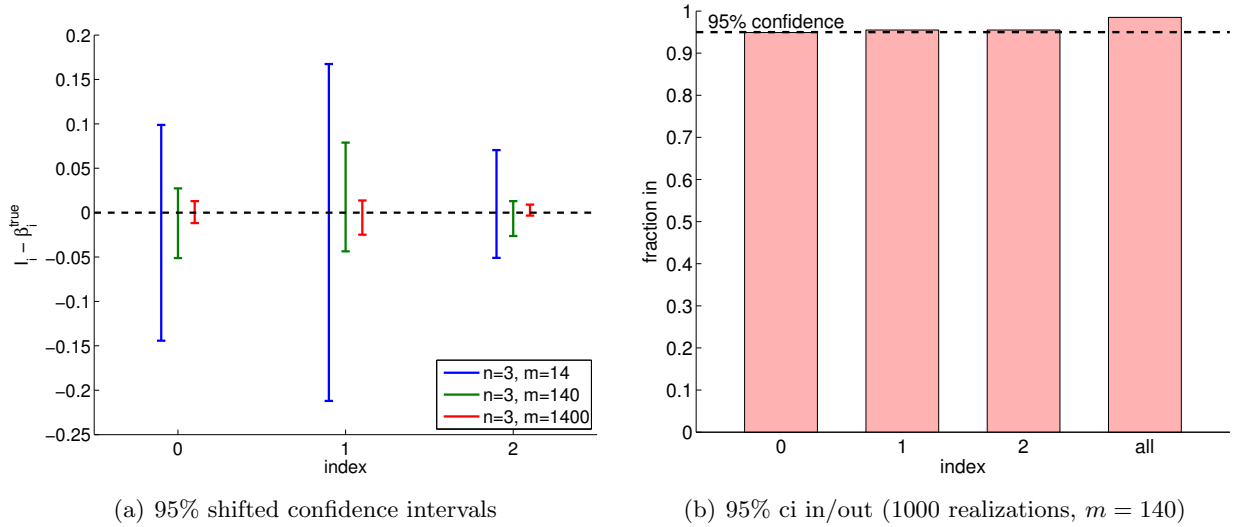 0.2
0.15
0.1
0.05
0
−0.05
−0.1
−0.15
−0.2
−0.25
I_i − β_i^true
0 1 2
index
n=3, m=14
n=3, m=140
n=3, m=1400
(a) 95% shifted confidence intervals
1
0.9
0.8
0.7
0.6
0.5
0.4
0.3
0.2
0.1
0
fraction in
95% confidence
0 1 2 all
index
(b) 95% ci in/out (1000 realizations, m = 140)